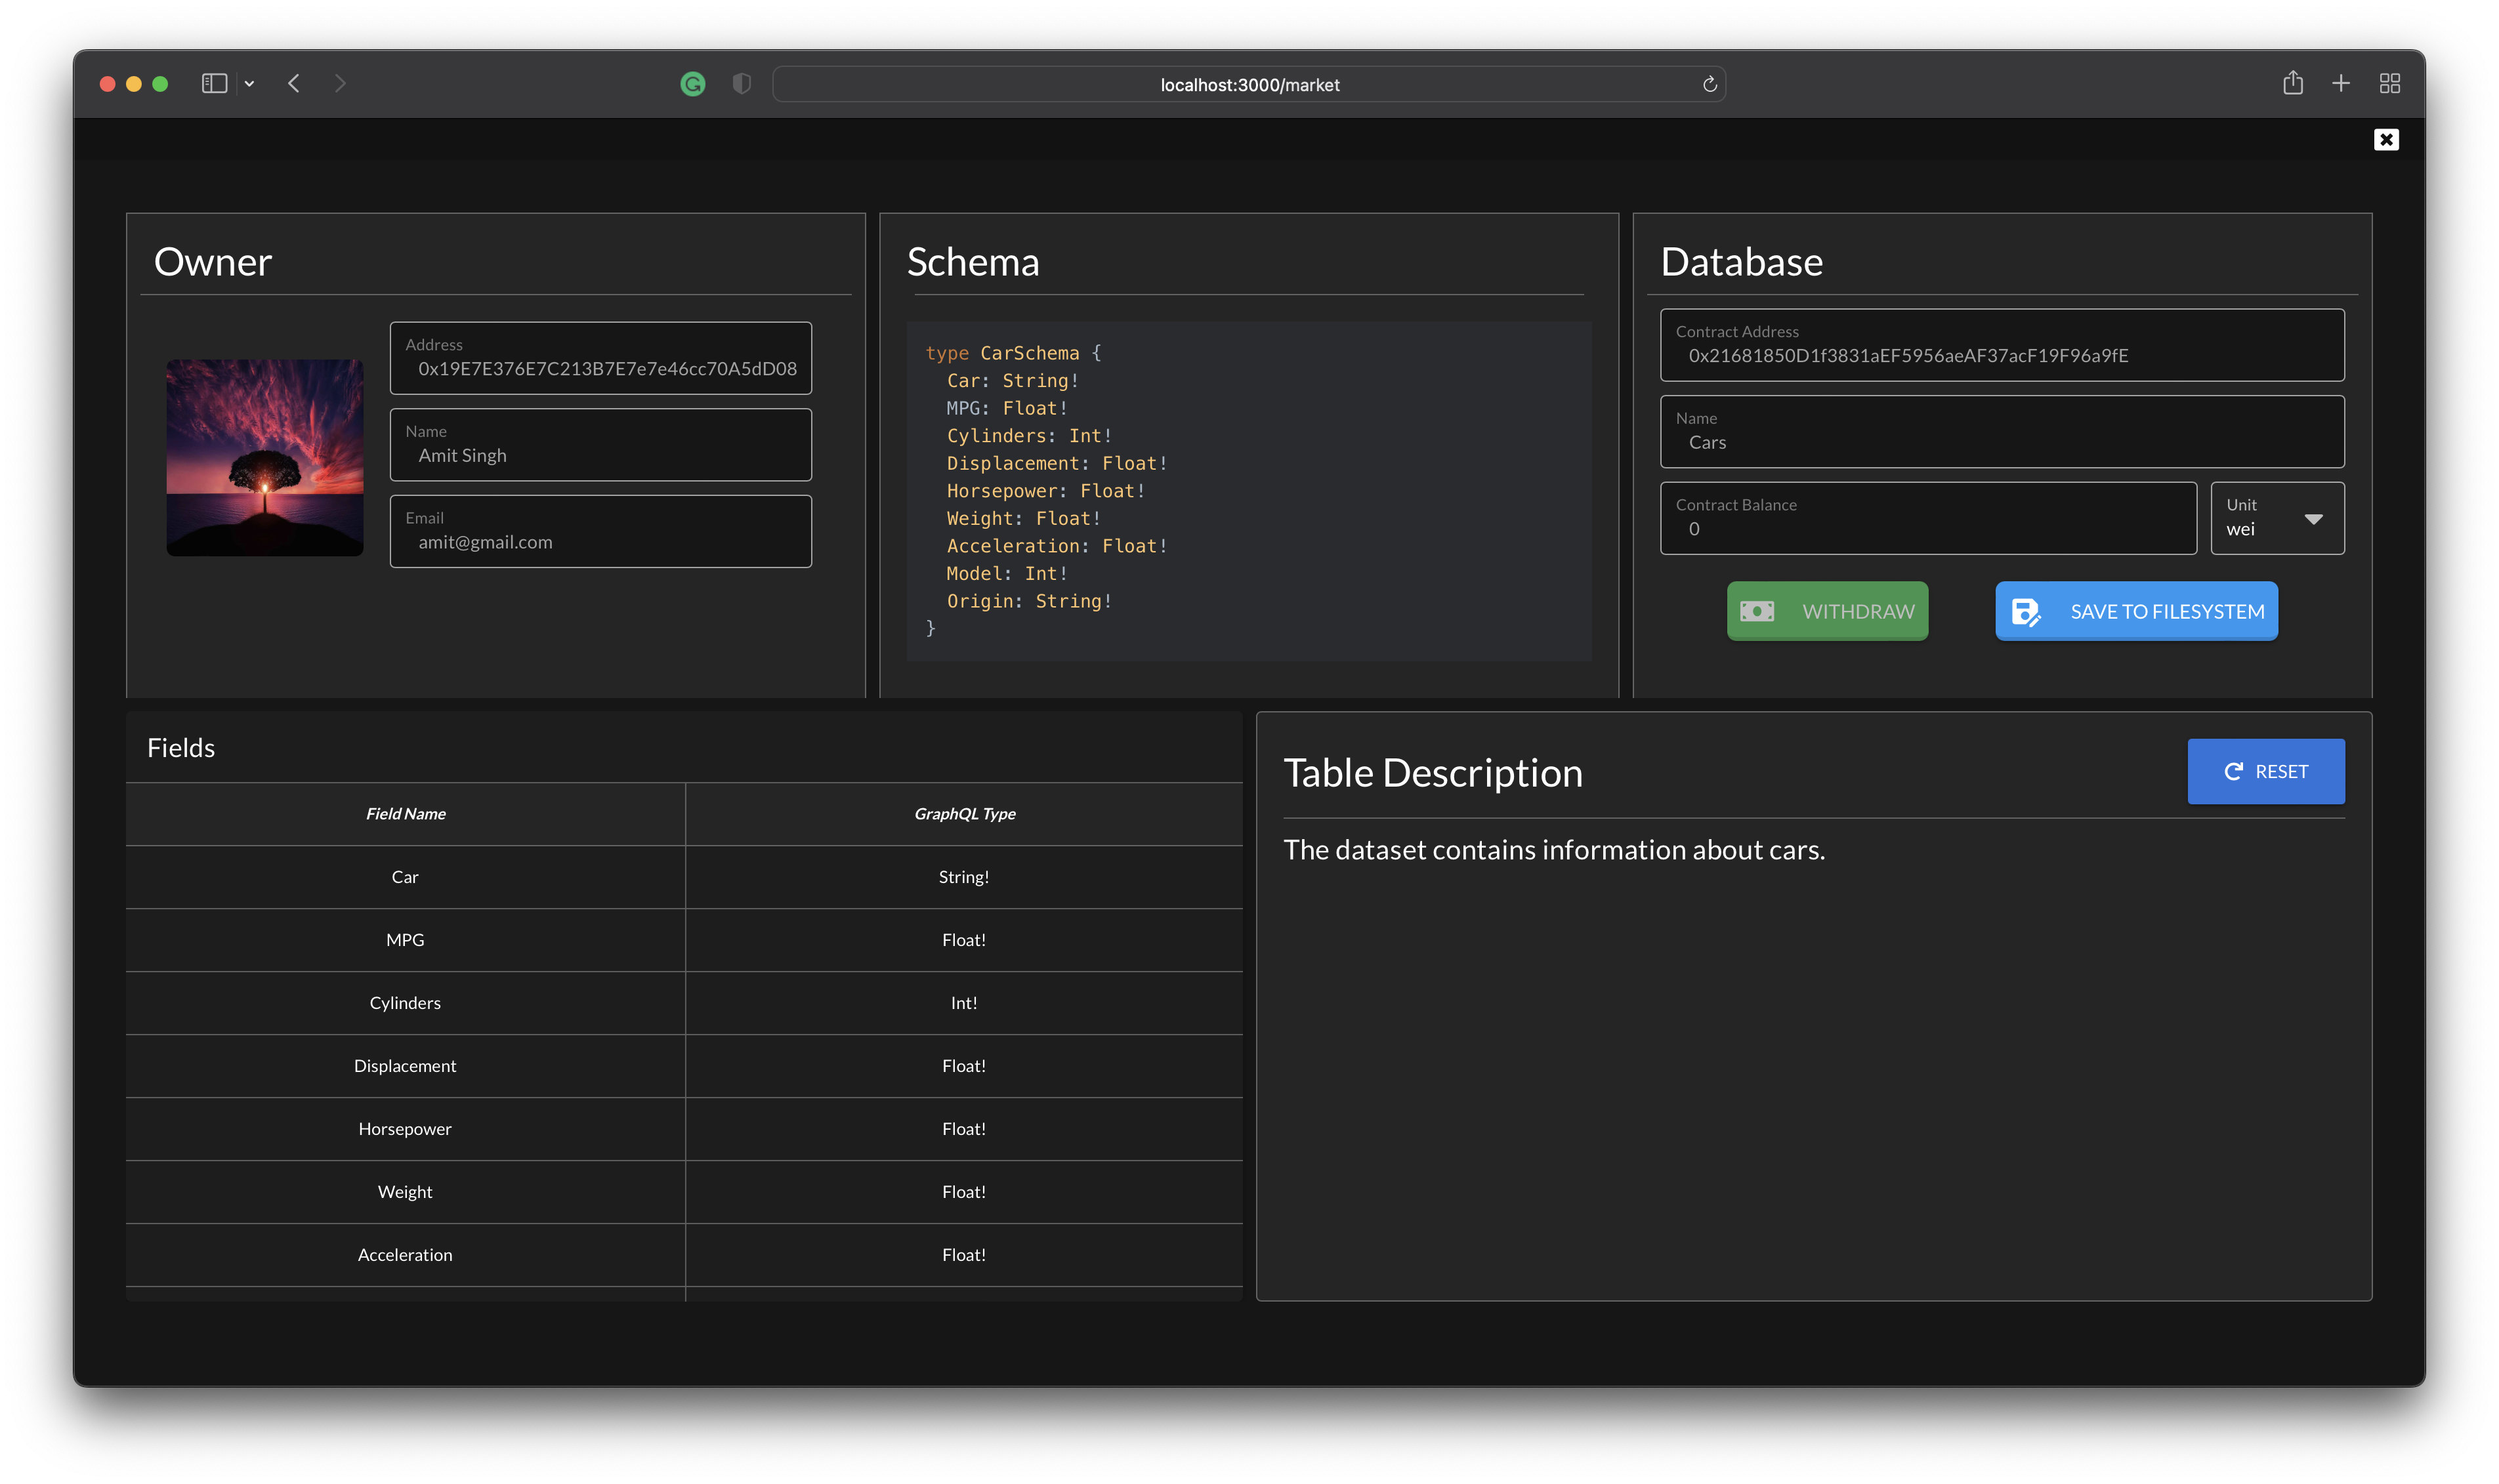 localhost:3000/market
Owner
Address
0x19E7E376E7C213B7E7e7e46cc70A5dD08
Name
Amit Singh
Email
amit@gmail.com
Schema
type CarSchema {
Car: String!
MPG: Float!
Cylinders: Int!
Displacement: Float!
Horsepower: Float!
Weight: Float!
Acceleration: Float!
Model: Int!
Origin: String!
}
Database
Contract Address
0x21681850D1f3831aEF5956aeAF37acF19F96a9fE
Name
Cars
Contract Balance
0
Unit
wei
WITHDRAW
SAVE TO FILESYSTEM
Fields
Field Name GraphQL Type
Car String!
MPG Float!
Cylinders Int!
Displacement Float!
Horsepower Float!
Weight Float!
Acceleration Float!
Table Description
RESET
The dataset contains information about cars.